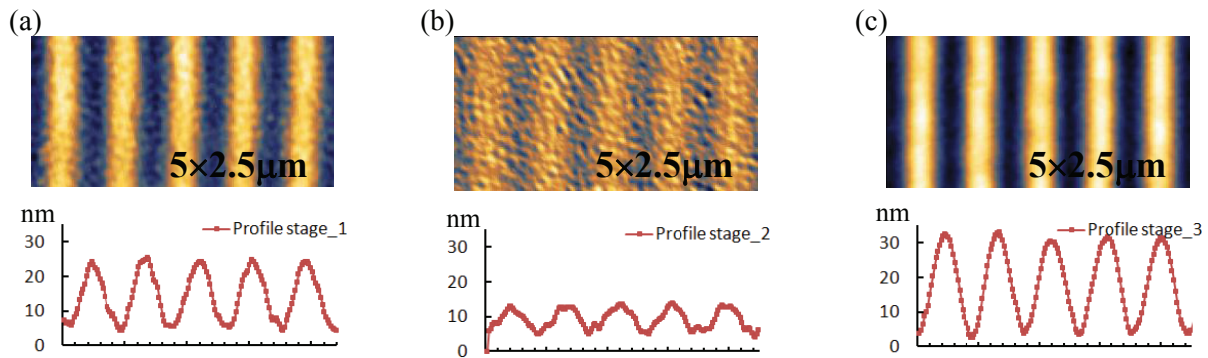 (a)
5×2.5μm
nm
Profile stage_1
30
20
10
0
(b)
5×2.5μm
nm
Profile stage_2
30
20
10
0
(c)
5×2.5μm
nm
Profile stage_3
30
20
10
0